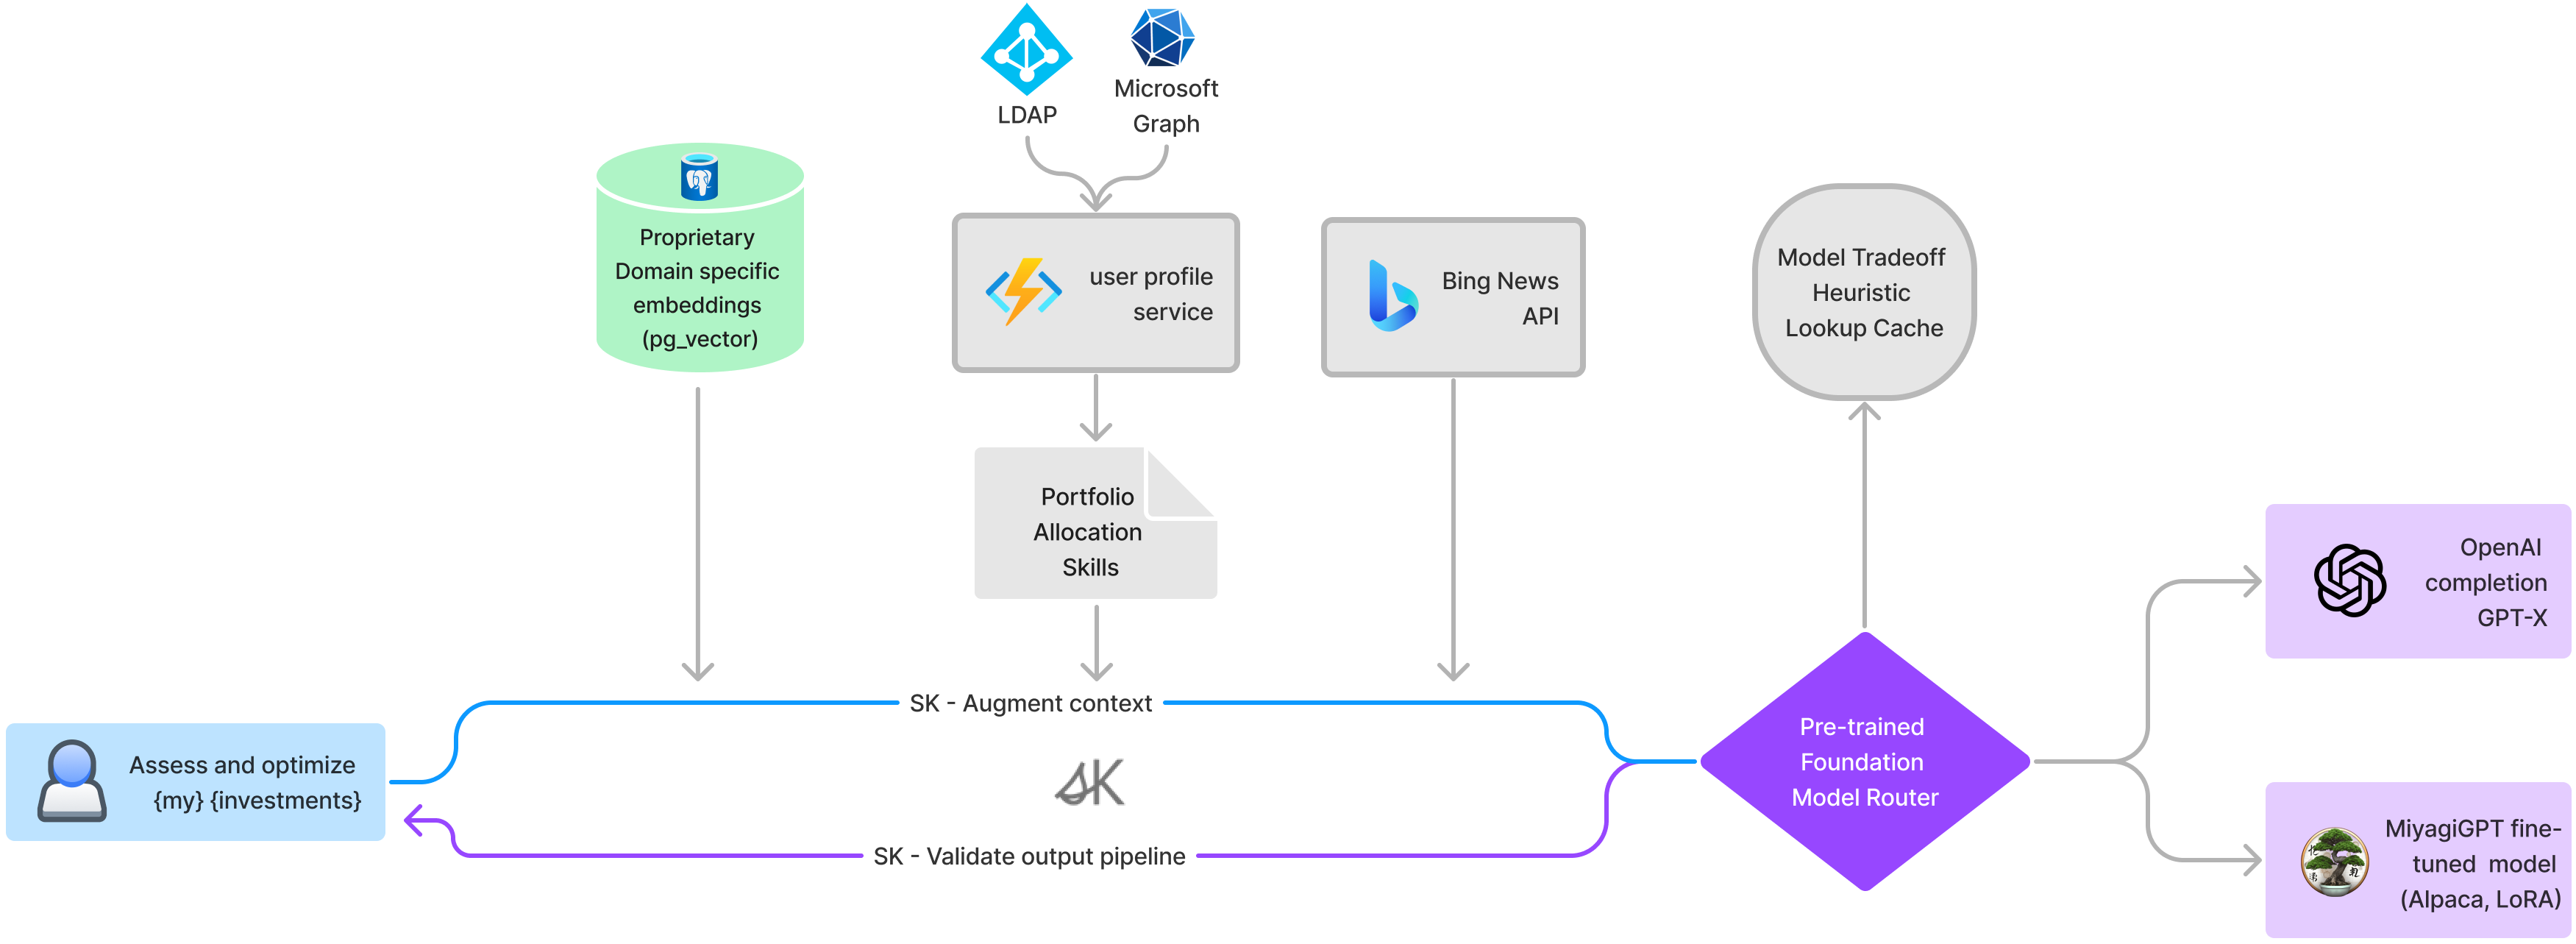 LDAP
Microsoft
Graph
Proprietary
Domain specific
embeddings
(pg_vector)
user profile
service
Bing News
API
Model Tradeoff
Heuristic
Lookup Cache
Portfolio
Allocation
Skills
OpenAI
completion
GPT-X
SK - Augment context
Assess and optimize
{my} {investments}
sK
Pre-trained
Foundation
Model Router
SK - Validate output pipeline
MiyagiGPT fine-
tuned model
(Alpaca, LoRA)